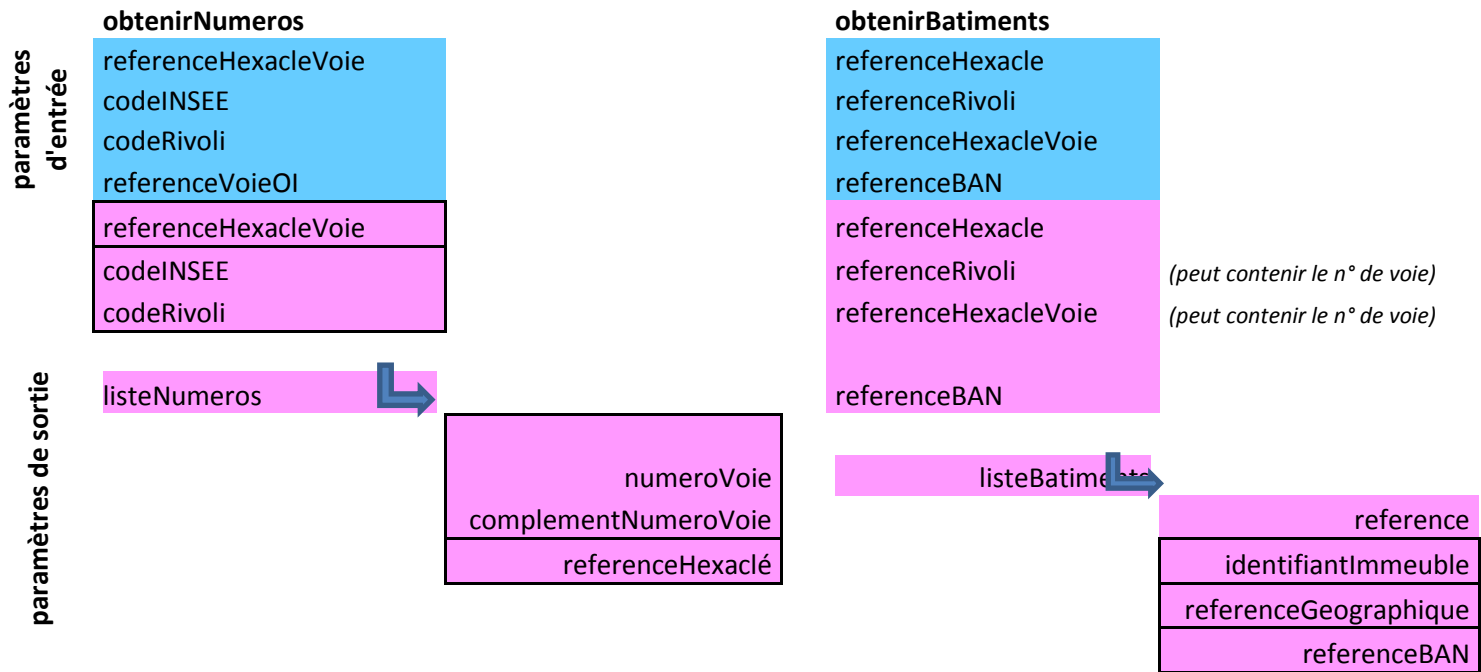 obtenirNumeros
paramètres
d'entrée
referenceHexacleVoie
codeINSEE
codeRivoli
referenceVoieOI
paramètres de sortie
referenceHexacleVoie
codeINSEE
codeRivoli
listeNumeros
numeroVoie
complementNumeroVoie
referenceHexaclé
obtenirBatiments
referenceHexacle
referenceRivoli
referenceHexacleVoie
referenceBAN
referenceHexacle
referenceRivoli (peut contenir le n° de voie)
referenceHexacleVoie (peut contenir le n° de voie)
referenceBAN
listeBatiments
reference
identifiantImmeuble
referenceGeographique
referenceBAN